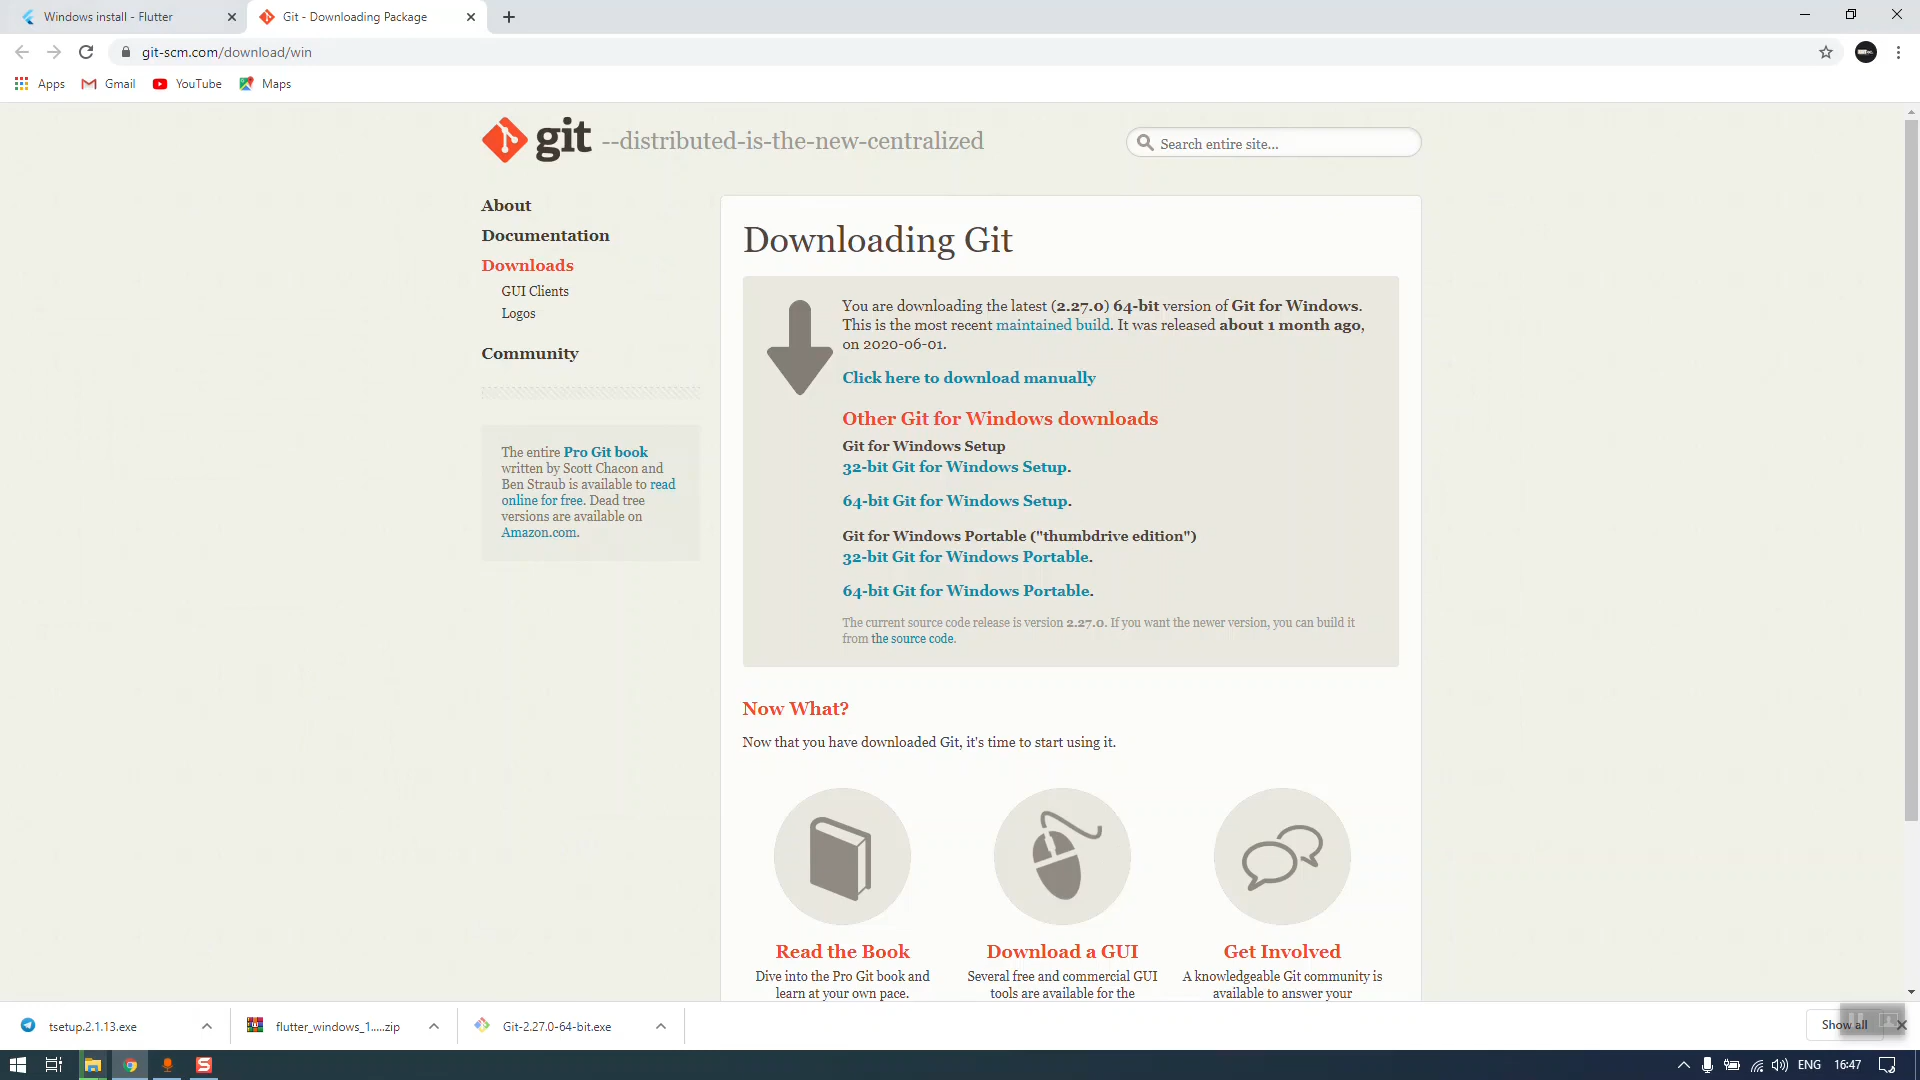 Windows install - Flutter
Git - Downloading Package
git-scm.com/download/win
Apps
Gmail
YouTube
Maps
git --distributed-is-the-new-centralized
Search entire site...
About
Documentation
Downloads
GUI Clients
Logos
Community
The entire Pro Git book
written by Scott Chacon and
Ben Straub is available to read
online for free. Dead tree
versions are available on
Amazon.com.
Downloading Git
You are downloading the latest (2.27.0) 64-bit version of Git for Windows.
This is the most recent maintained build. It was released about 1 month ago,
on 2020-06-01.
Click here to download manually
Other Git for Windows downloads
Git for Windows Setup
32-bit Git for Windows Setup.
64-bit Git for Windows Setup.
Git for Windows Portable ("thumbdrive edition")
32-bit Git for Windows Portable.
64-bit Git for Windows Portable.
The current source code release is version 2.27.0. If you want the newer version, you can build it
from the source code.
Now What?
Now that you have downloaded Git, it's time to start using it.
Read the Book
Dive into the Pro Git book and
learn at your own pace.
Download a GUI
Several free and commercial GUI
tools are available for the
Get Involved
A knowledgeable Git community is
available to answer your
tsetup.2.1.13.exe
flutter_windows_1.....zip
Git-2.27.0-64-bit.exe
Show all
ENG
16:47